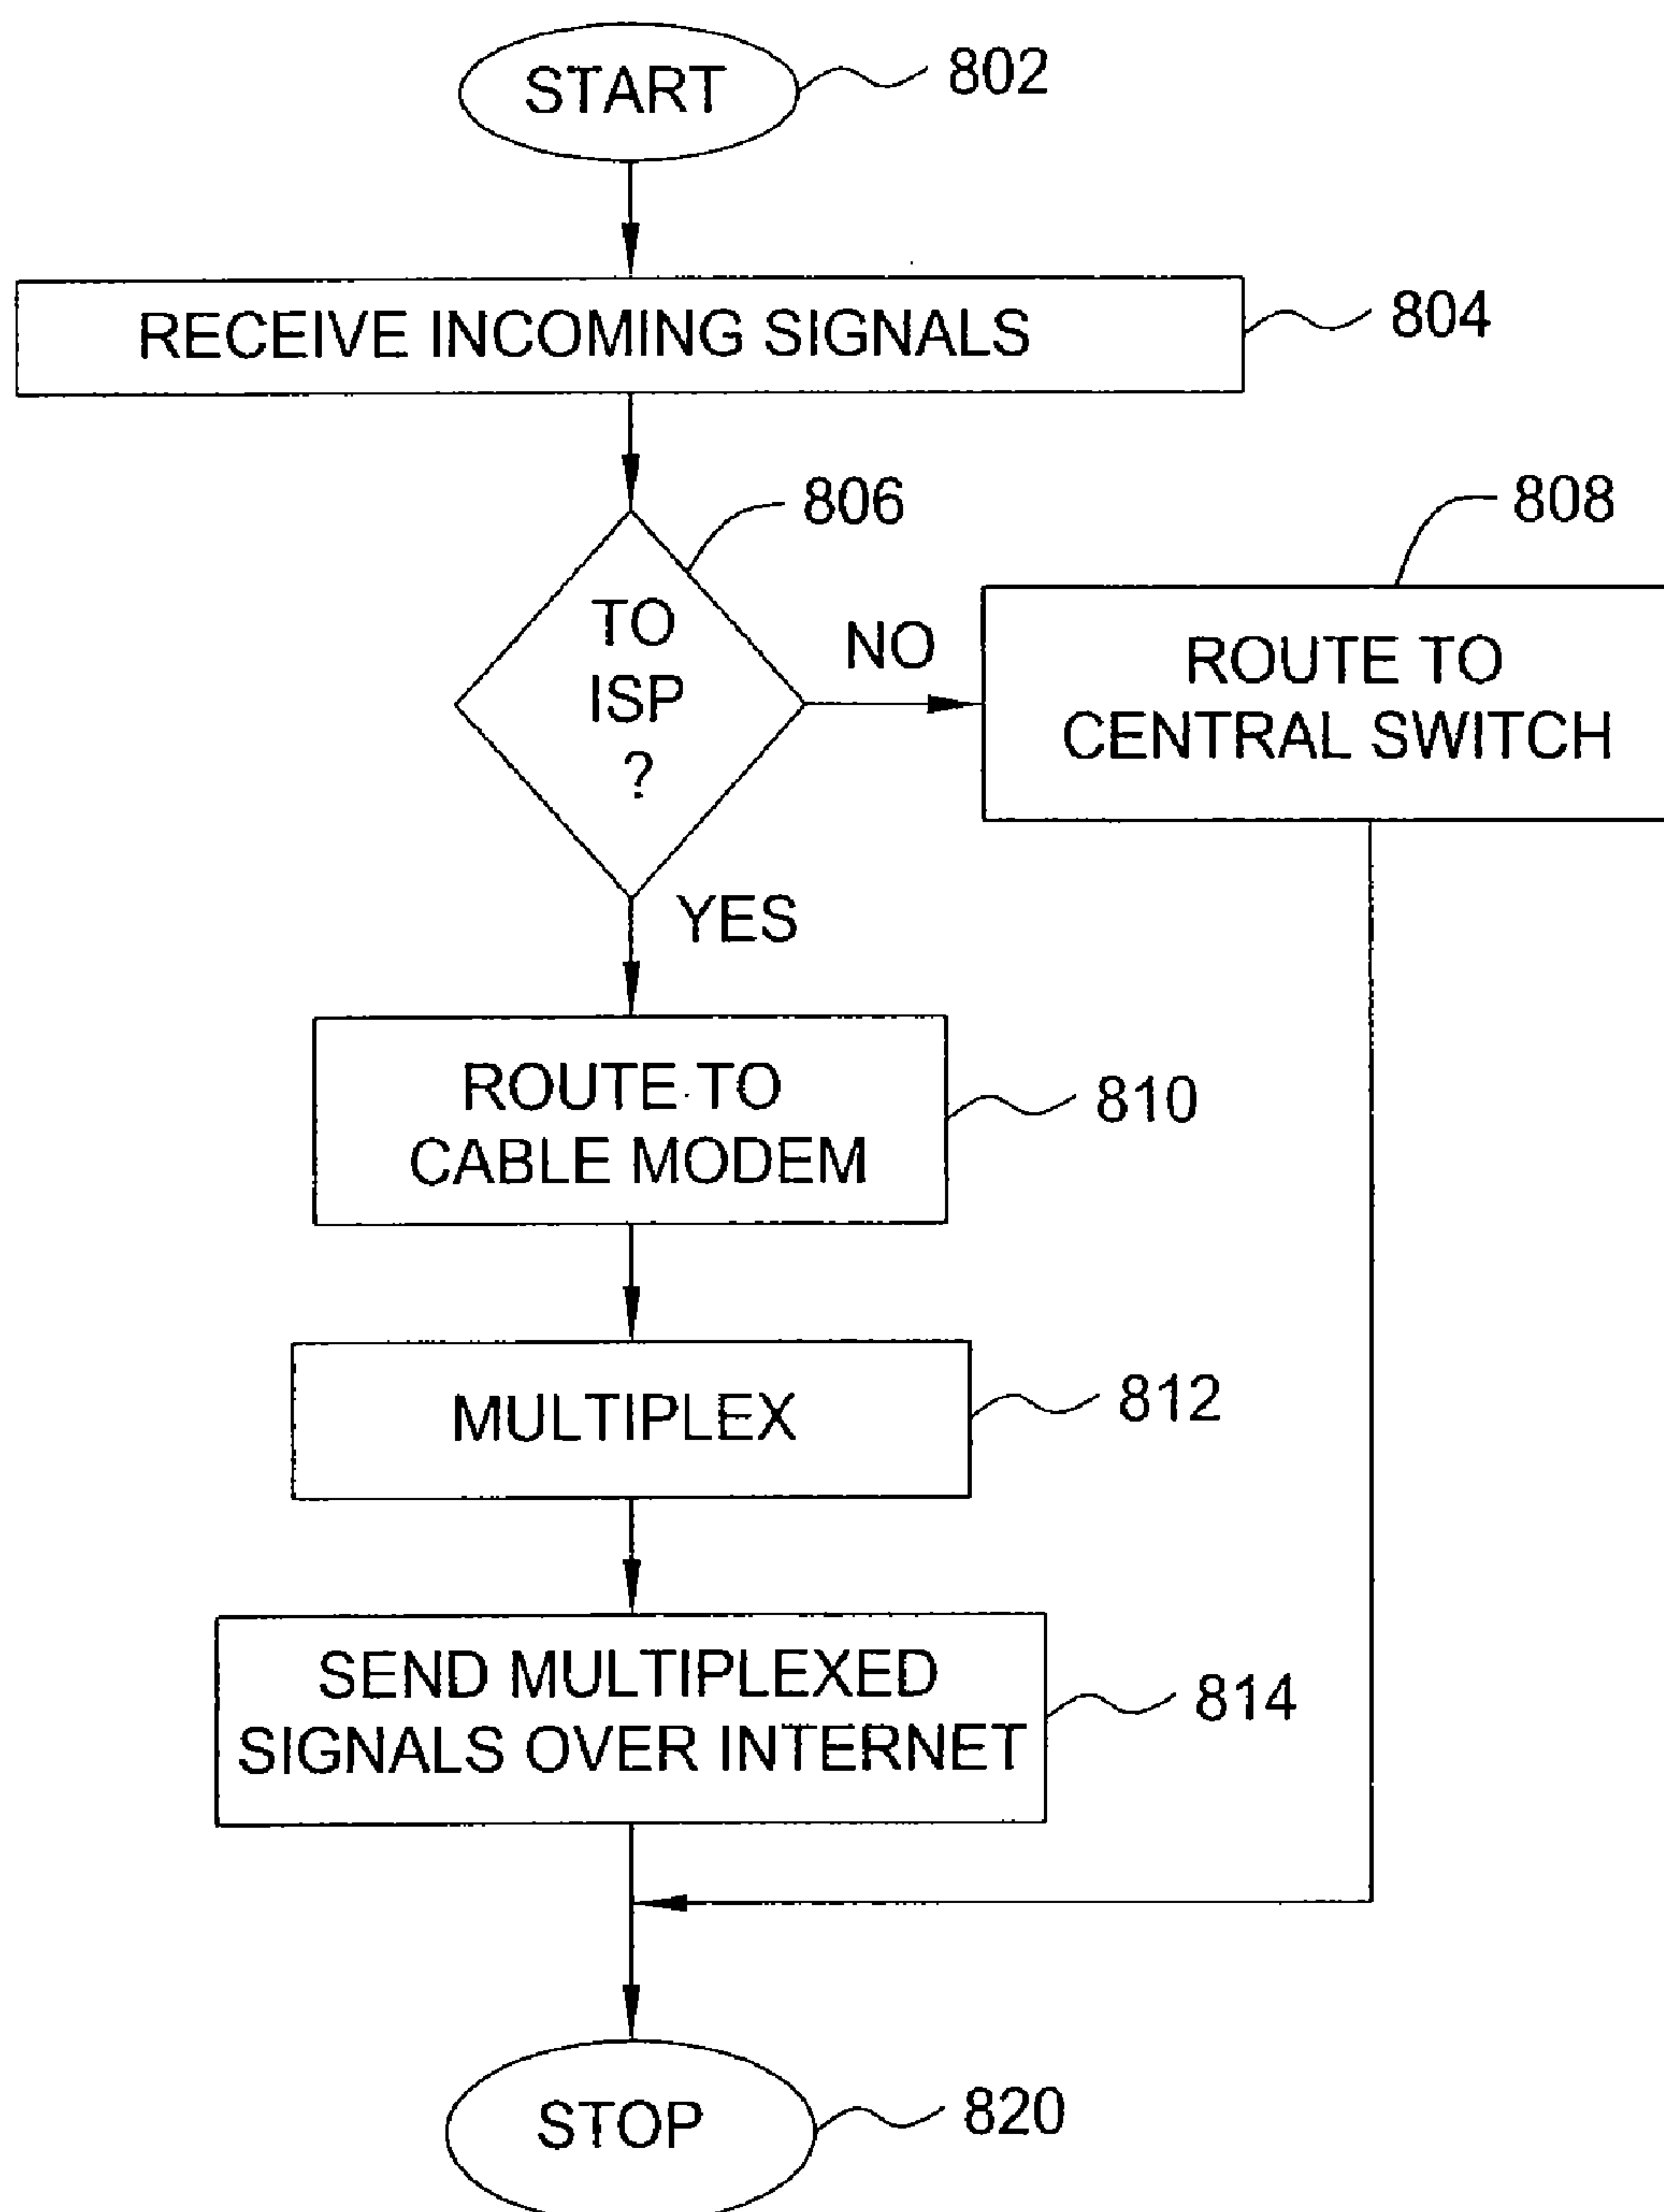 START
802
RECEIVE INCOMING SIGNALS
804
806
TO
ISP
?
NO
808
ROUTE TO
CENTRAL SWITCH
YES
ROUTE TO
CABLE MODEM
810
MULTIPLEX
812
SEND MULTIPLEXED
SIGNALS OVER INTERNET
814
STOP
820